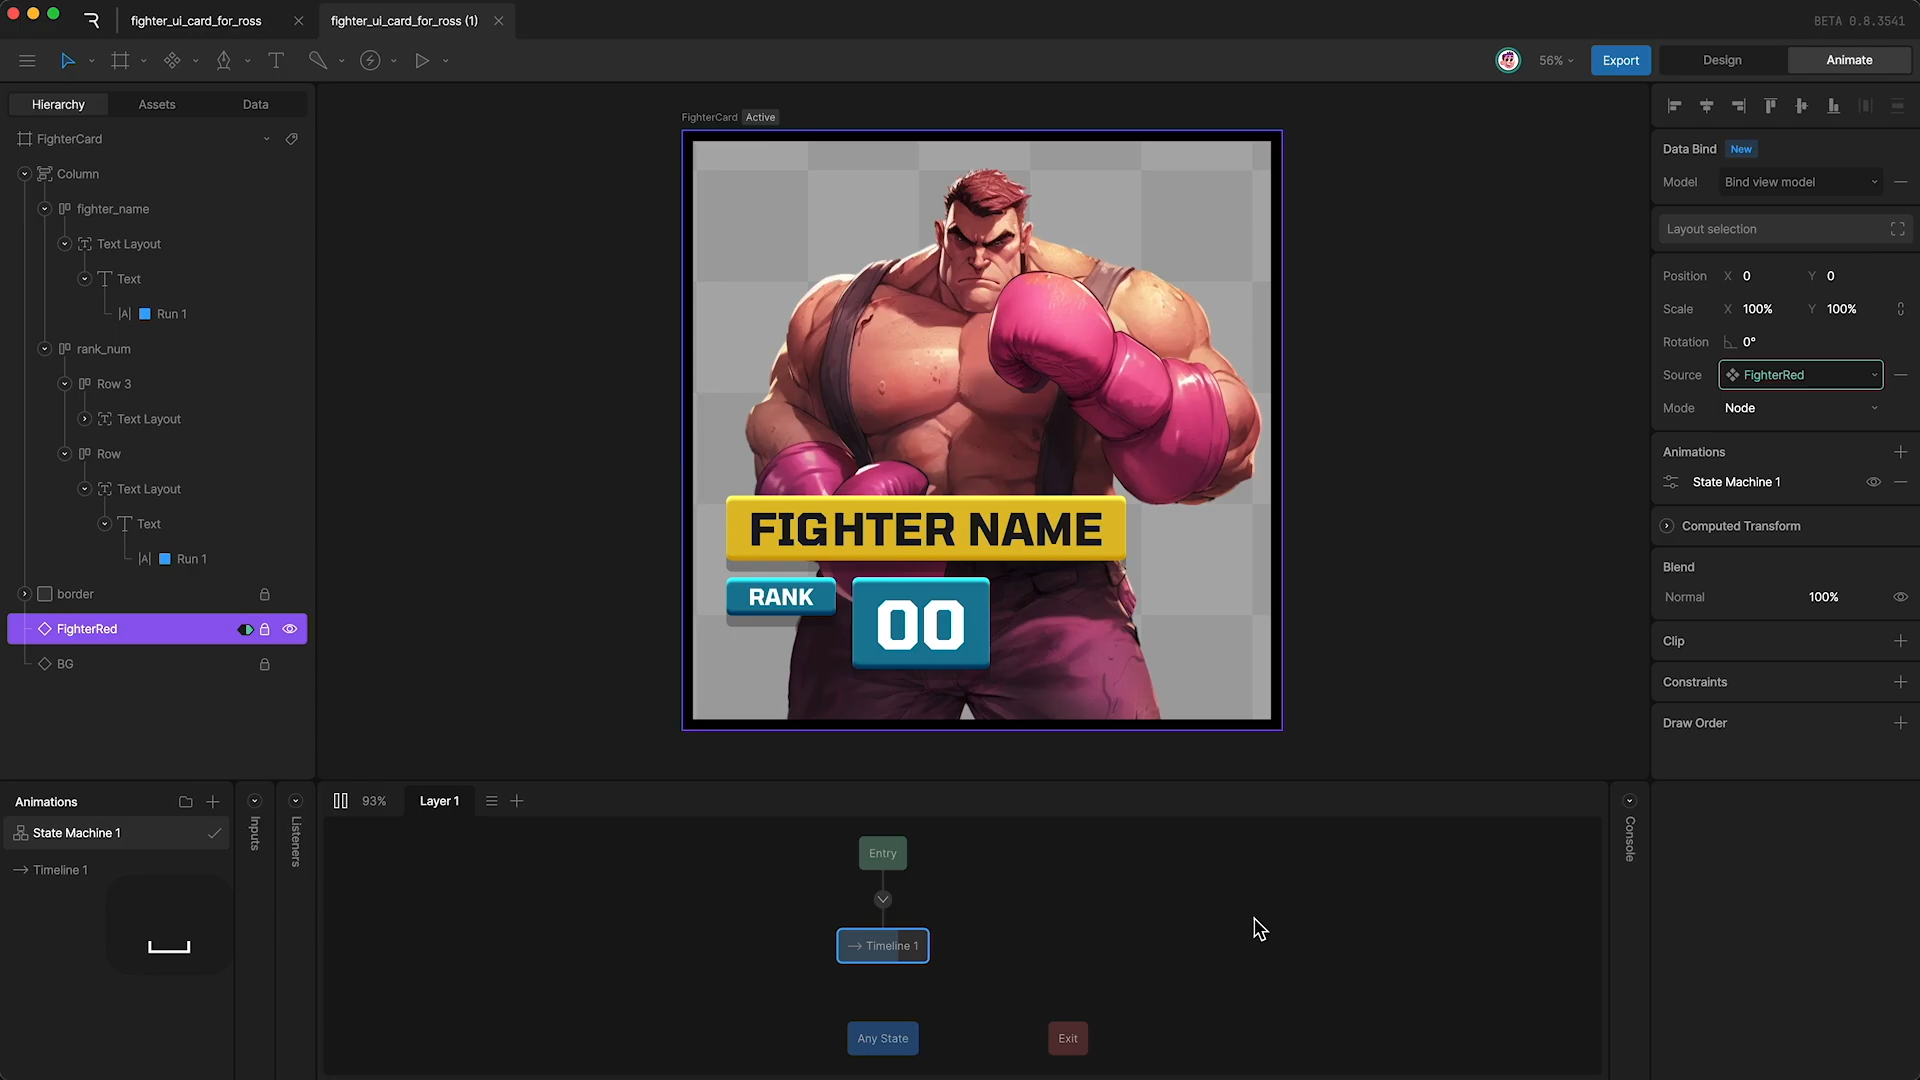 fighter_ui_card_for_ross
fighter_ui_card_for_ross (1)
BETA 0.8.3541
56%
Export
Design
Animate
Hierarchy
Assets
Data
FighterCard
Column
fighter_name
Text Layout
Text
Run 1
rank_num
Row 3
Text Layout
Row
Text Layout
Text
Run 1
border
FighterRed
BG
FighterCard Active
FIGHTER NAME
RANK
00
Data Bind New
Model Bind view model
Layout selection
Position X 0 Y 0
Scale X 100% Y 100%
Rotation 0°
Source FighterRed
Mode Node
Animations
State Machine 1
Computed Transform
Blend
Normal 100%
Clip
Constraints
Draw Order
Animations
State Machine 1
Timeline 1
Inputs
Listeners
93%
Layer 1
Entry
Timeline 1
Any State
Exit
Console